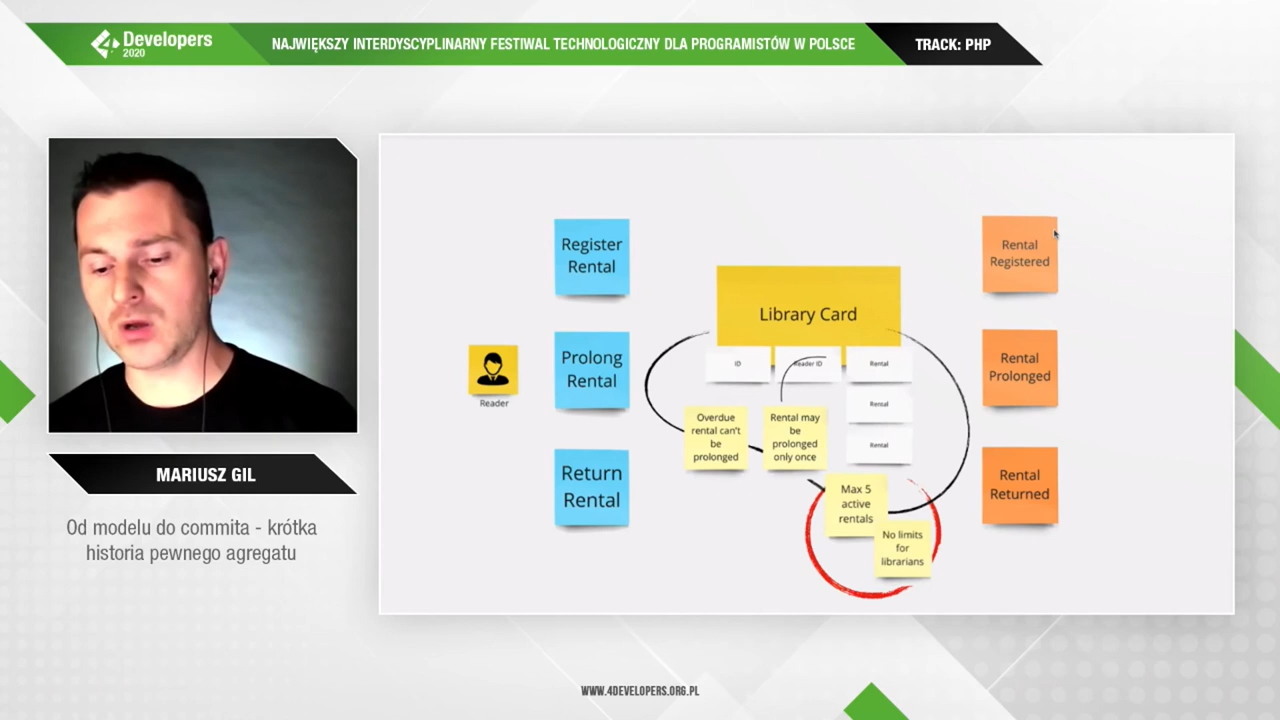 4Developers
2020
NAJWIĘKSZY INTERDYSCYPLINARNY FESTIWAL TECHNOLOGICZNY DLA PROGRAMISTÓW W POLSCE
TRACK: PHP
MARIUSZ GIL
Od modelu do commita - krótka
historia pewnego agregatu
Reader
Register
Rental
Prolong
Rental
Return
Rental
Library Card
ID
Reader ID
Rental
Rental
Rental
Overdue
rental can't
be
prolonged
Rental may
be
prolonged
only once
Max 5
active
rentals
No limits
for
librarians
Rental
Registered
Rental
Prolonged
Rental
Returned
WWW.4DEVELOPERS.ORG.PL